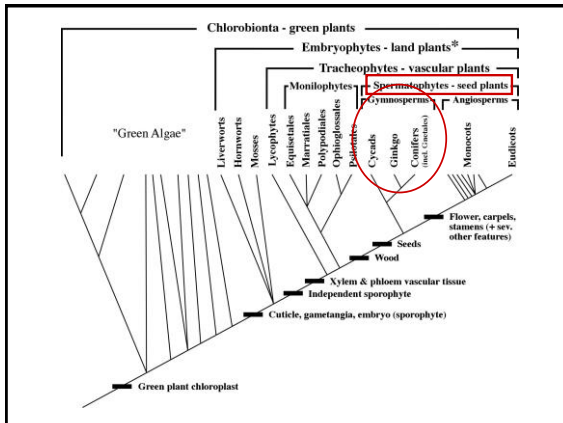 Chlorobionta - green plants
Embryophytes - land plants*
Tracheophytes - vascular plants
Monilophytes
Spermatophytes - seed plants
Gymnosperms
Angiosperms
"Green Algae"
Liverworts
Hornworts
Mosses
Lycophytes
Equisetales
Marratiales
Polypodiales
Ophioglossales
Psilotales
Cycads
Ginkgo
Conifers
(incl. Gnetales)
Monocots
Eudicots
Flower, carpels,
stamens (+ sev.
other features)
Seeds
Wood
Xylem & phloem vascular tissue
Independent sporophyte
Cuticle, gametangia, embryo (sporophyte)
Green plant chloroplast